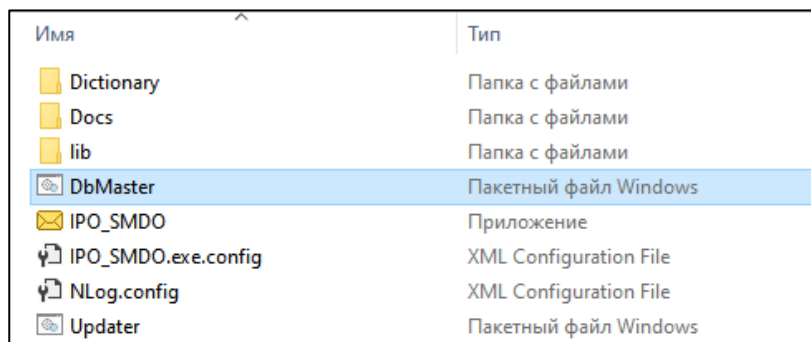 Имя Тип
Dictionary Папка с файлами
Docs Папка с файлами
lib Папка с файлами
DbMaster Пакетный файл Windows
IPO_SMDO Приложение
IPO_SMDO.exe.config XML Configuration File
NLog.config XML Configuration File
Updater Пакетный файл Windows